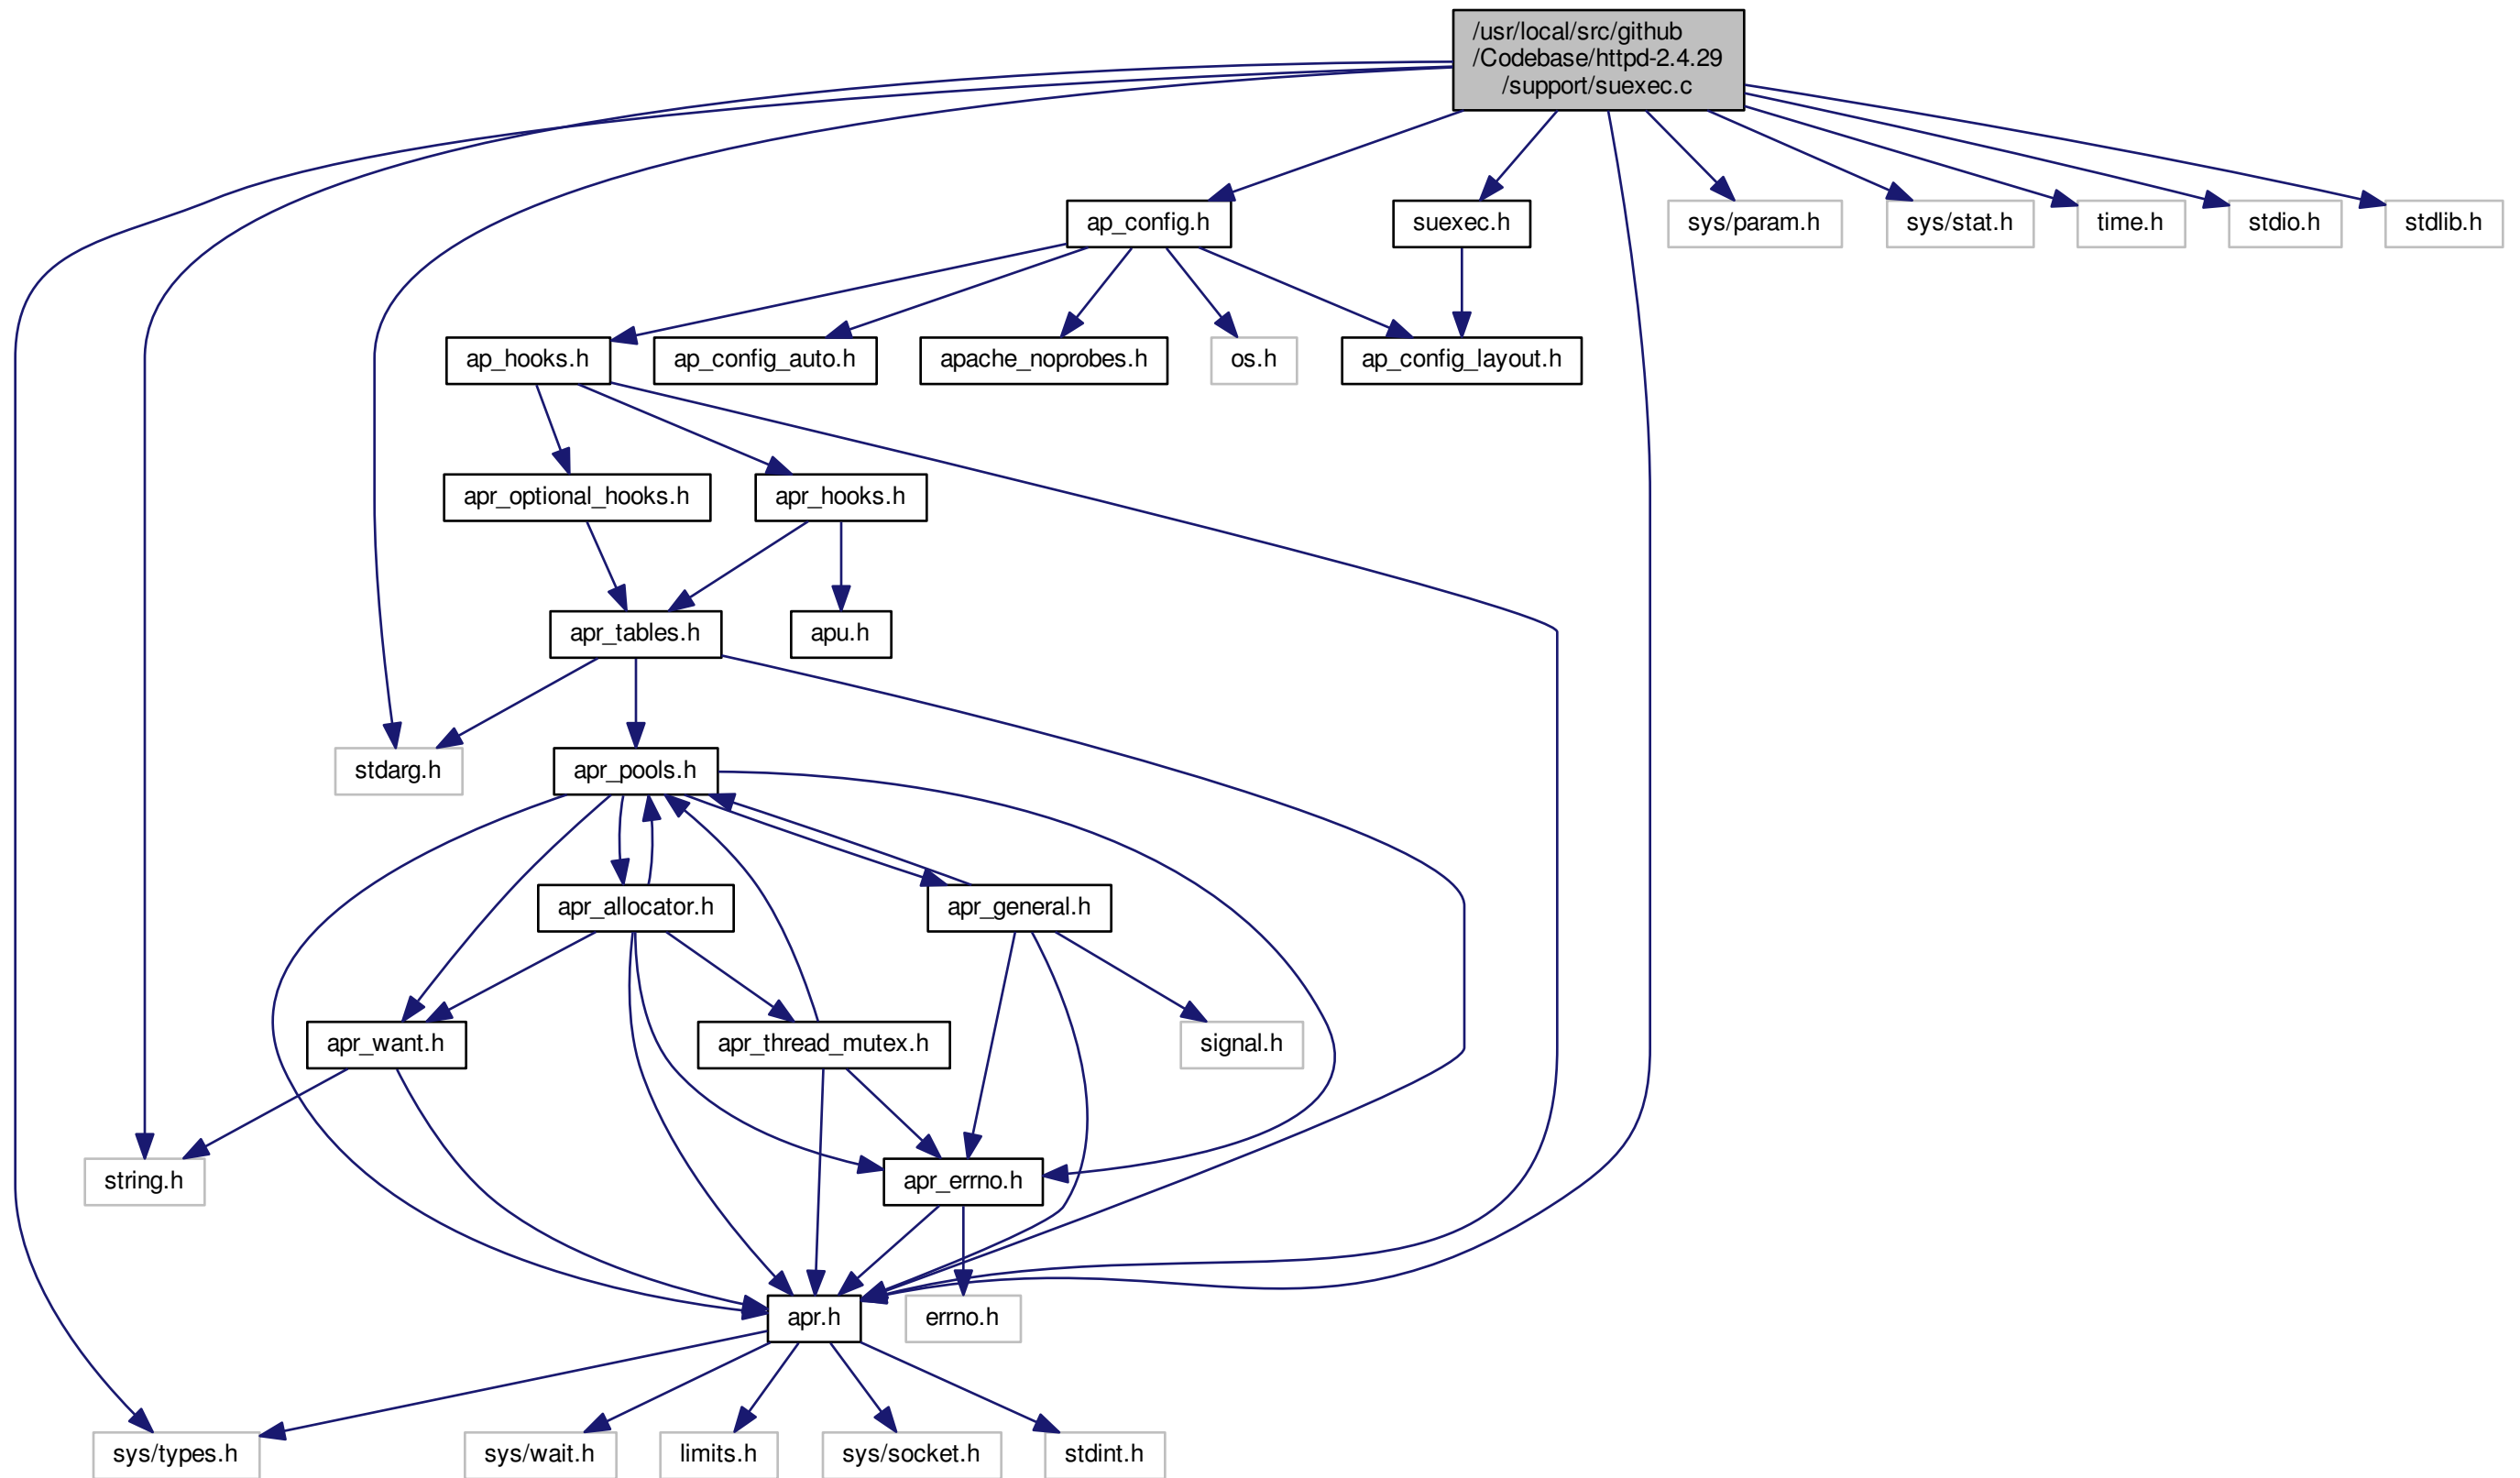 /usr/local/src/github
/Codebase/httpd-2.4.29
/support/suexec.c
ap_config.h
suexec.h
sys/param.h
sys/stat.h
time.h
stdio.h
stdlib.h
ap_hooks.h
ap_config_auto.h
apache_noprobes.h
os.h
ap_config_layout.h
apr_optional_hooks.h
apr_hooks.h
apr_tables.h
apu.h
stdarg.h
apr_pools.h
apr_allocator.h
apr_general.h
apr_want.h
apr_thread_mutex.h
signal.h
string.h
apr_errno.h
apr.h
errno.h
sys/types.h
sys/wait.h
limits.h
sys/socket.h
stdint.h